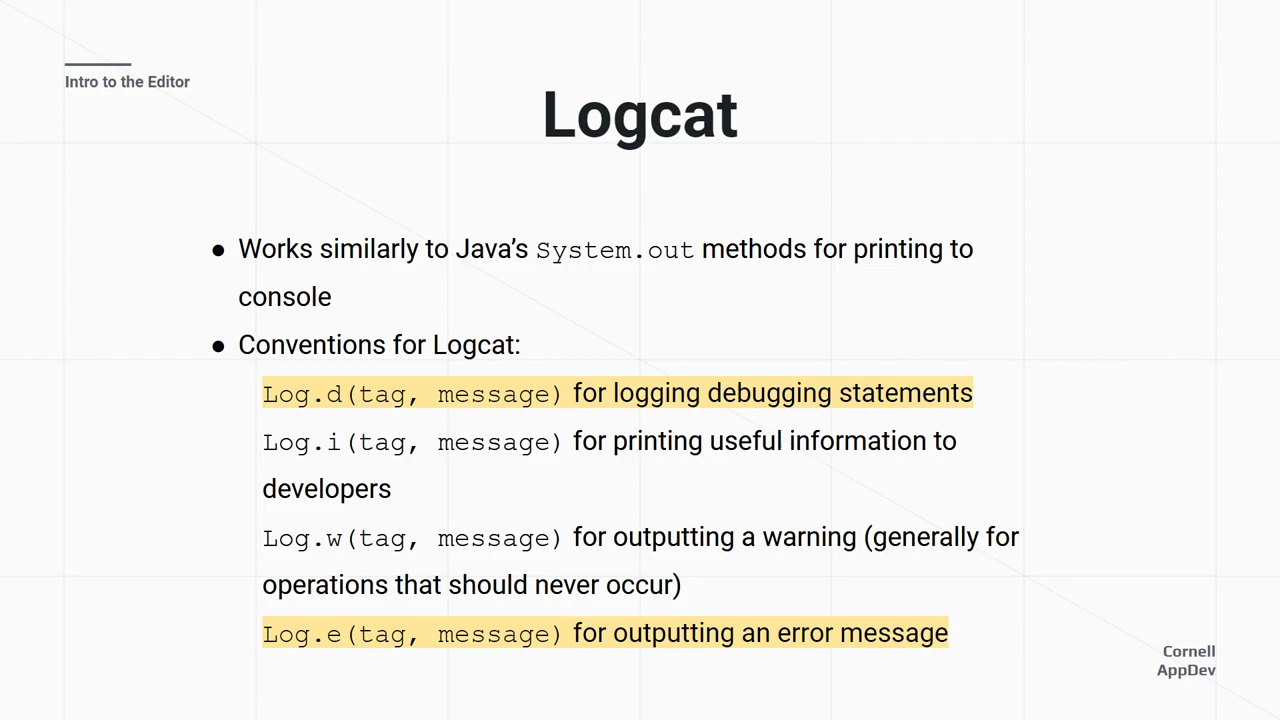 Intro to the Editor
Logcat
● Works similarly to Java’s System.out methods for printing to
console
● Conventions for Logcat:
Log.d(tag, message) for logging debugging statements
Log.i(tag, message) for printing useful information to
developers
Log.w(tag, message) for outputting a warning (generally for
operations that should never occur)
Log.e(tag, message) for outputting an error message
Cornell
AppDev